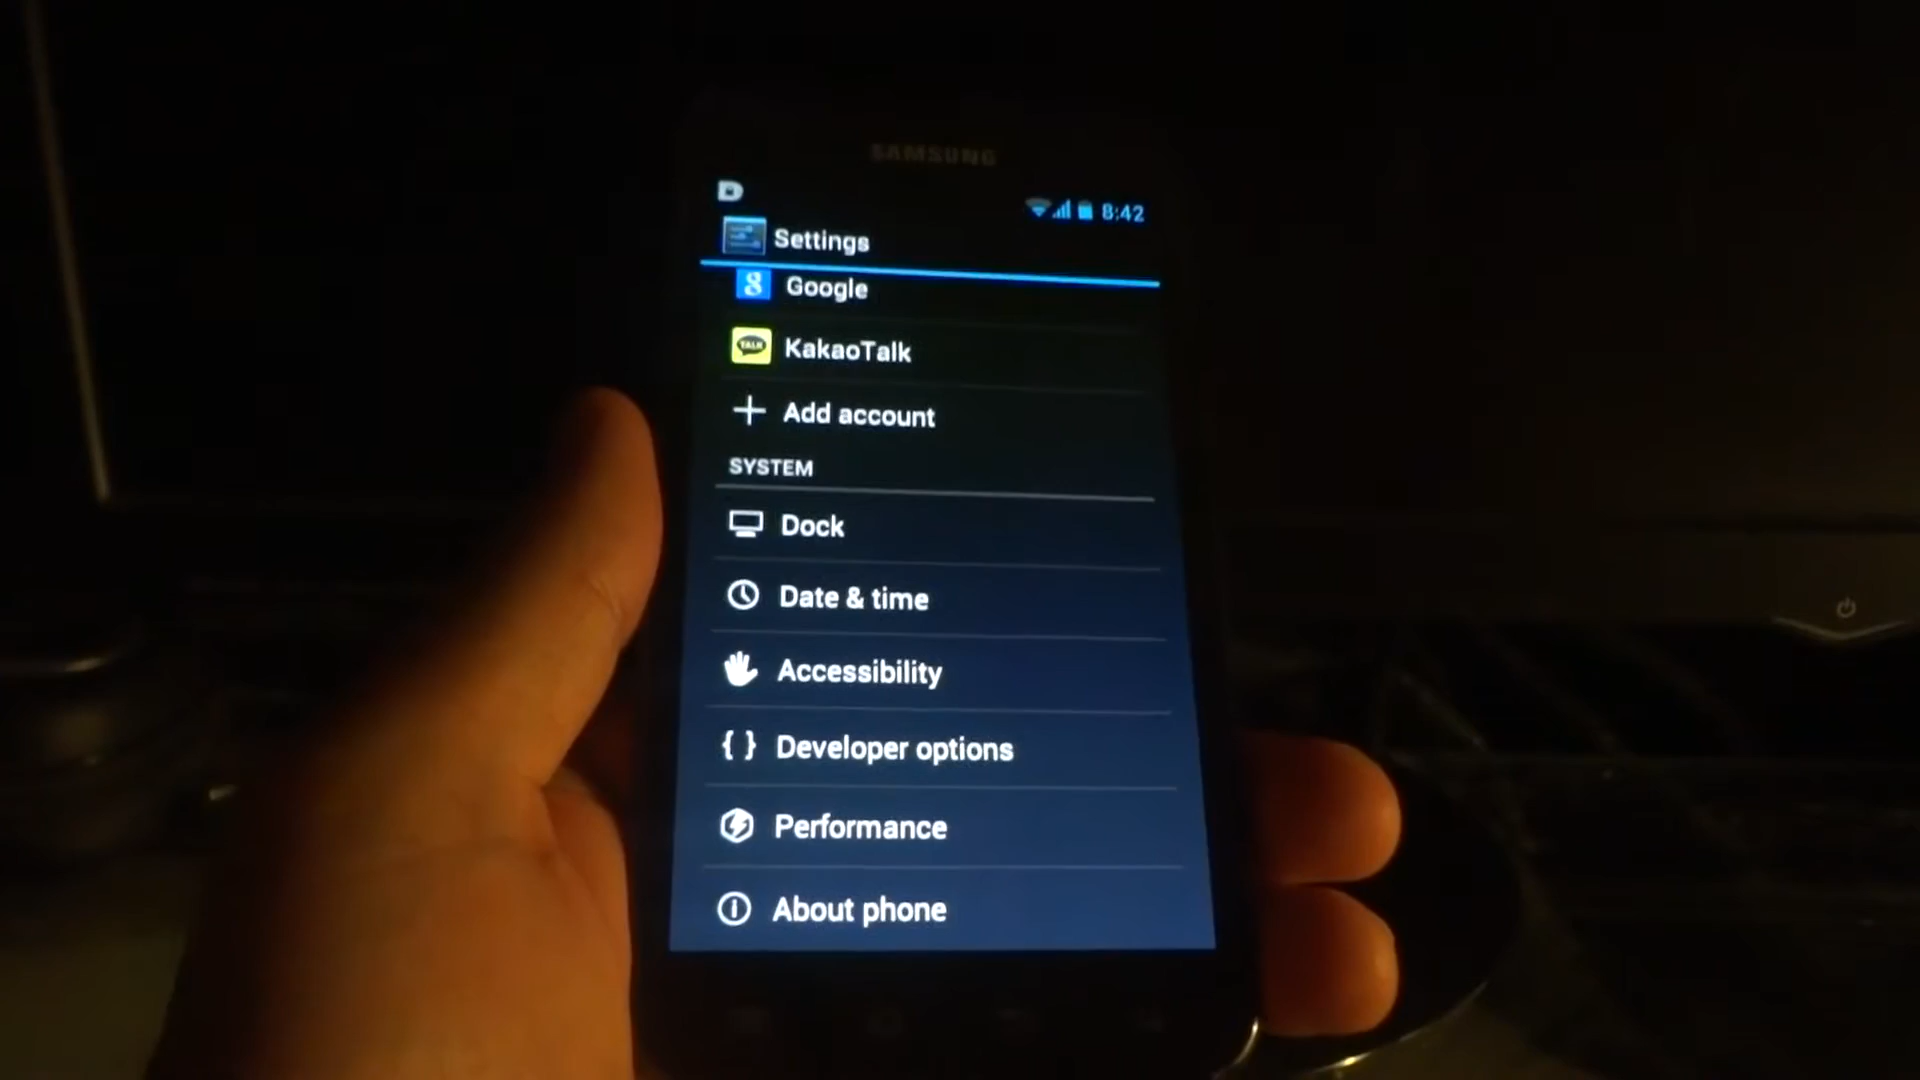 SAMSUNG
8:42
Settings
Google
KakaoTalk
Add account
SYSTEM
Dock
Date & time
Accessibility
Developer options
Performance
About phone